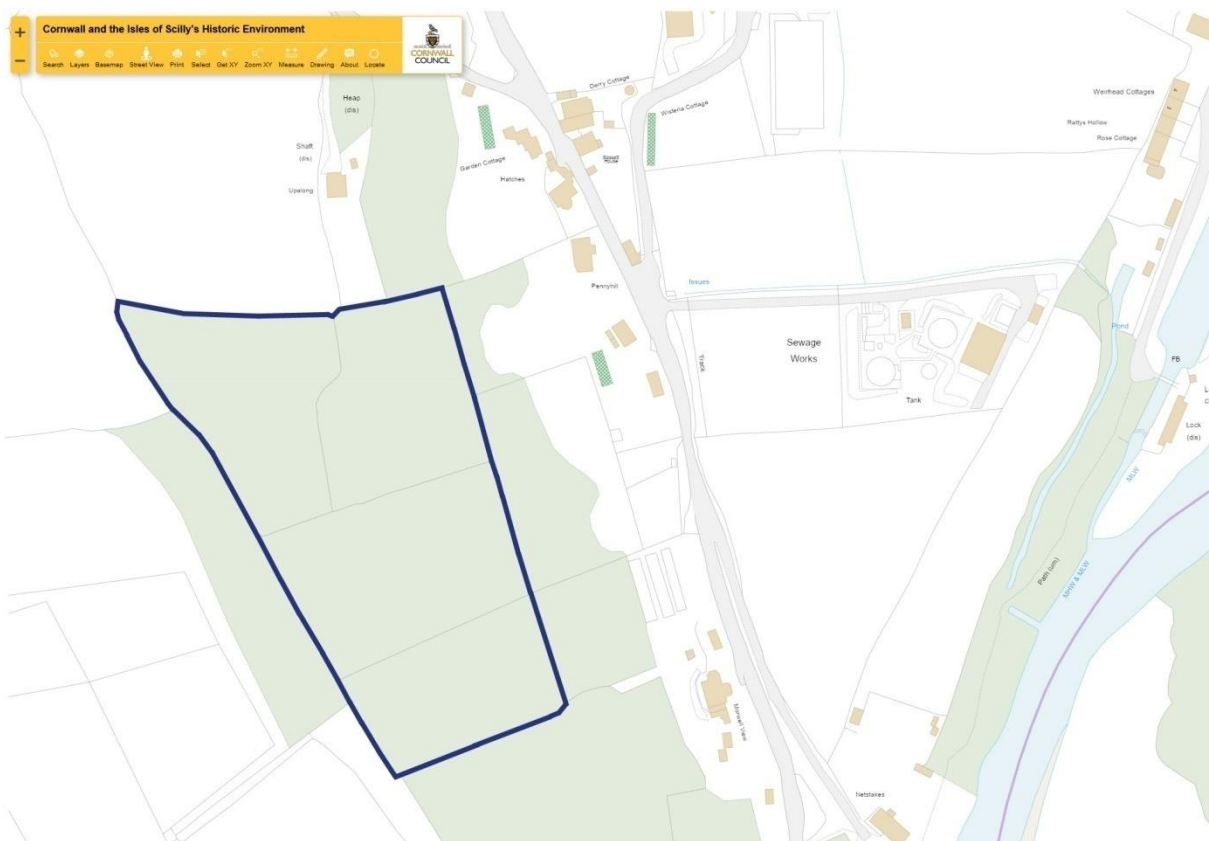 Cornwall and the Isles of Scilly's Historic Environment
Search Layers Basemap Street View Print Select Get XY Zoom XY Measure Drawing About Locate
CORNWALL
COUNCIL
Derry Cottage
Heap
(dis)
Wisteria Cottage
Weirhead Cottages
Rattys Hollow
Rose Cottage
Shaft
(dis)
Garden Cottage
Hatches
Upalong
Pennyhill
Issues
Sewage
Works
Pond
Track
Tank
FB
Lock
(dis)
MLW
Path (um)
MHW & MLW
Morwell View
Netstakes